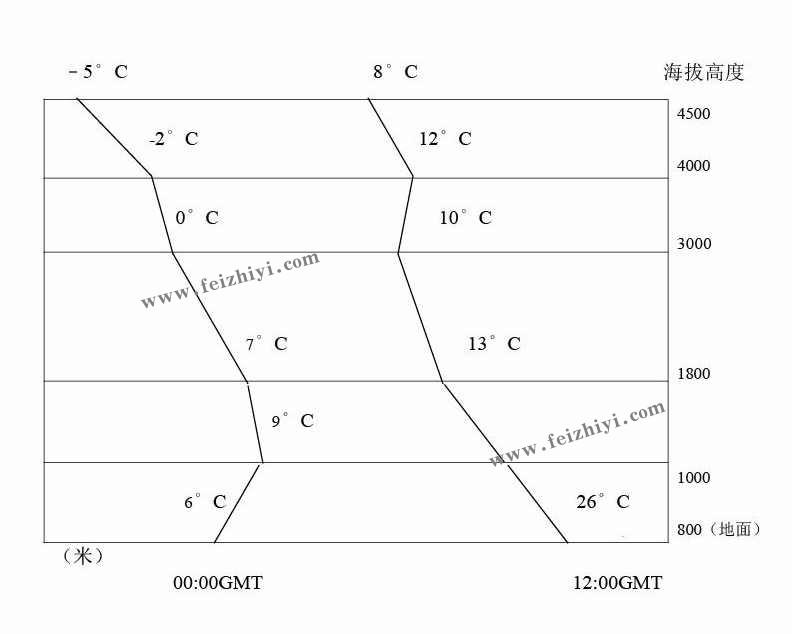 －5°C 8°C 海拔高度
4500
-2°C 12°C
4000
0°C 10°C
3000
www.feizhiyi.com
7°C 13°C
1800
www.feizhiyi.com
9°C
1000
6°C 26°C
800（地面）
（米）
00:00GMT 12:00GMT